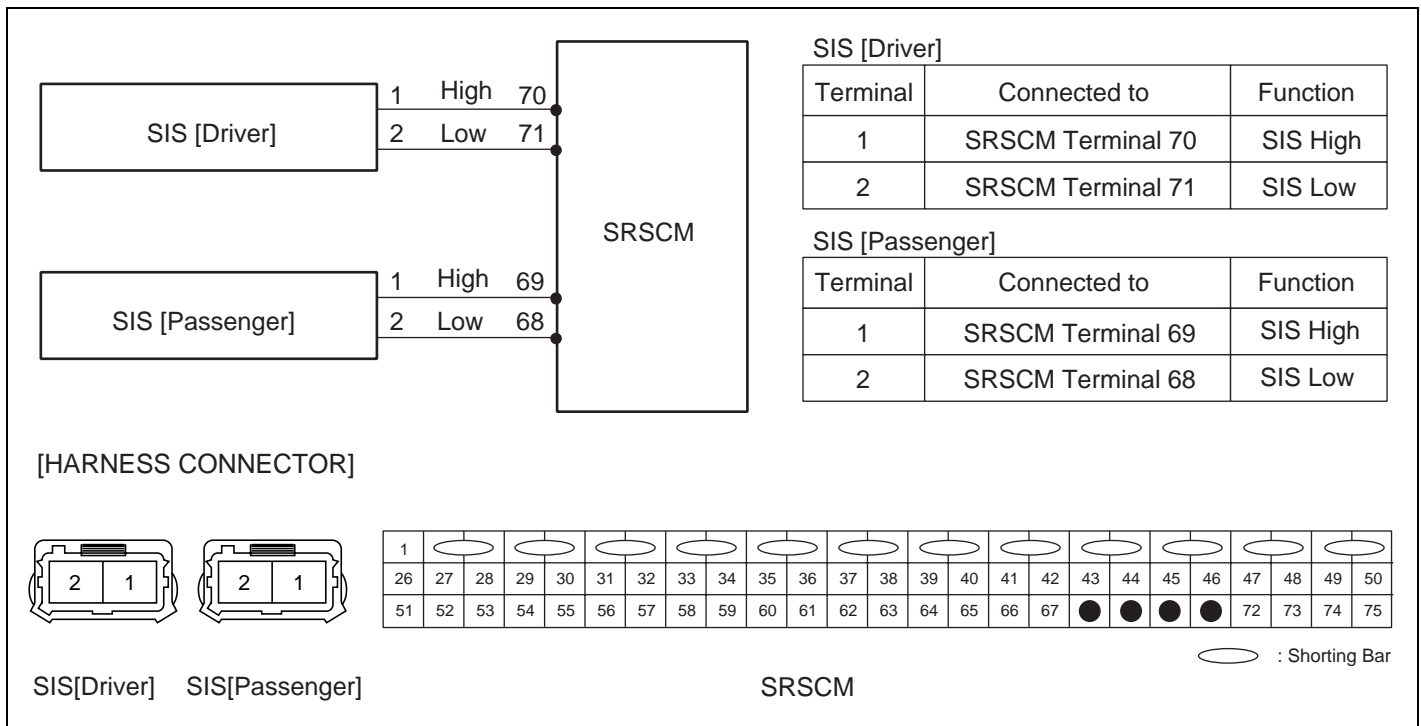 SIS [Driver]
1 High 70
2 Low 71
SIS [Passenger]
1 High 69
2 Low 68
SRSCM
SIS [Driver]
Terminal Connected to Function
1 SRSCM Terminal 70 SIS High
2 SRSCM Terminal 71 SIS Low
SIS [Passenger]
Terminal Connected to Function
1 SRSCM Terminal 69 SIS High
2 SRSCM Terminal 68 SIS Low
[HARNESS CONNECTOR]
2 1
2 1
1
26 27 28 29 30 31 32 33 34 35 36 37 38 39 40 41 42 43 44 45 46 47 48 49 50
51 52 53 54 55 56 57 58 59 60 61 62 63 64 65 66 67 72 73 74 75
: Shorting Bar
SIS[Driver] SIS[Passenger] SRSCM